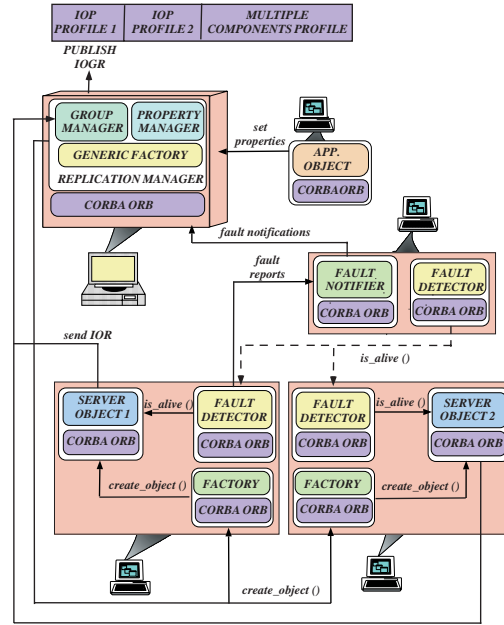 IOP
PROFILE 1
IOP
PROFILE 2
MULTIPLE
COMPONENTS PROFILE
PUBLISH
IOGR
GROUP
MANAGER
PROPERTY
MANAGER
GENERIC FACTORY
REPLICATION MANAGER
CORBA ORB
set
properties
APP.
OBJECT
CORBAORB
fault notifications
fault
reports
FAULT
NOTIFIER
CORBA ORB
FAULT
DETECTOR
CORBA ORB
send IOR
is_alive ()
SERVER
OBJECT 1
CORBA ORB
is_alive ()
FAULT
DETECTOR
CORBA ORB
FAULT
DETECTOR
CORBA ORB
is_alive ()
SERVER
OBJECT 2
CORBA ORB
create_object ()
FACTORY
CORBA ORB
FACTORY
CORBA ORB
create_object ()
create_object ()